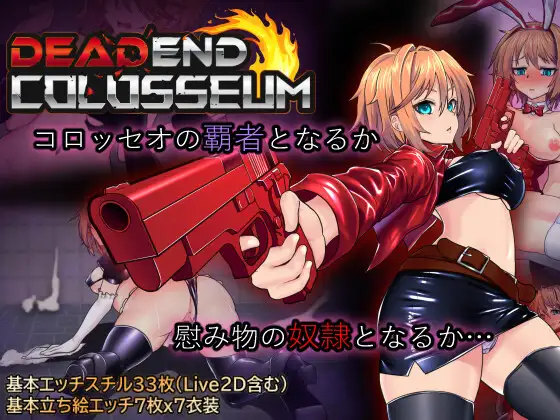 DEADEND
COLOSSEUM
コロッセオの覇者となるか
慰み物の奴隷となるか…
基本エッチスチル33枚(Live2D含む)
基本立ち絵エッチ7枚x7衣装